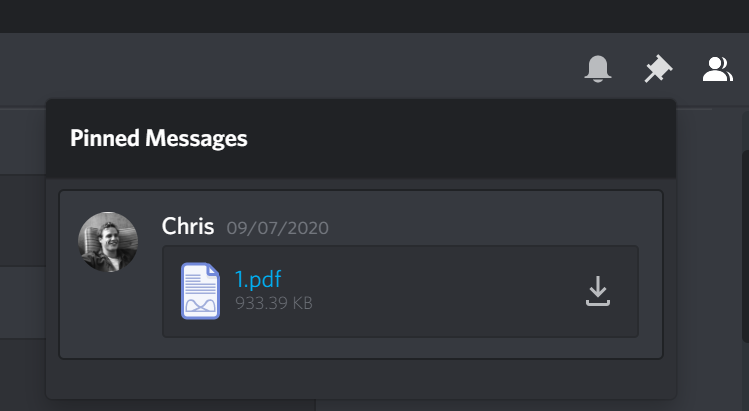 Pinned Messages
Chris 09/07/2020
1.pdf
933.39 KB